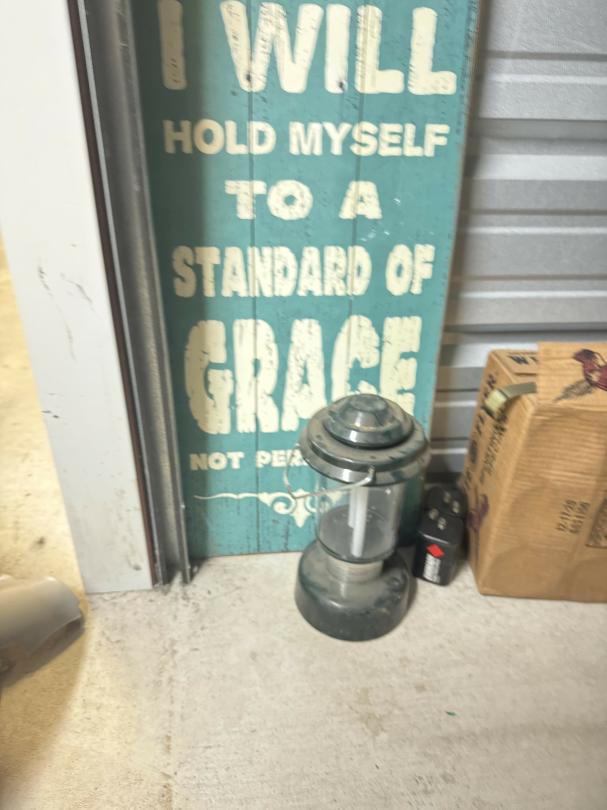 I WILL
HOLD MYSELF
TO A
STANDARD OF
GRACE
NOT